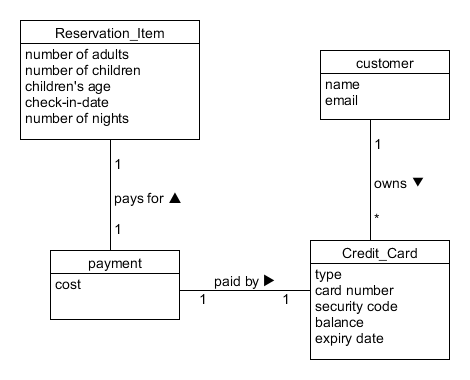 Reservation_Item
number of adults
number of children
children's age
check-in-date
number of nights
customer
name
email
1
pays for ▲
1
1
owns ▼
*
payment
cost
paid by ▶
1
1
Credit_Card
type
card number
security code
balance
expiry date